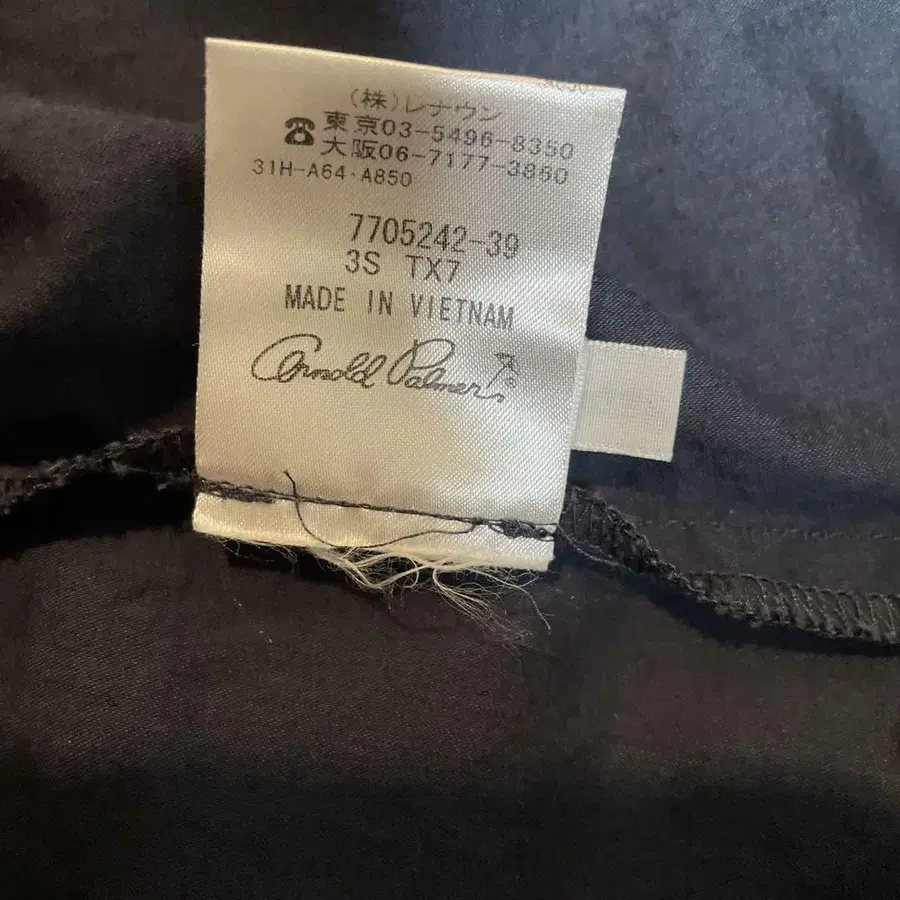 (株)レナウン
☎東京03-5496-8350
大阪06-7177-3860
31H-A64・A850
7705242-39
3S TX7
MADE IN VIETNAM
Arnold Palmer